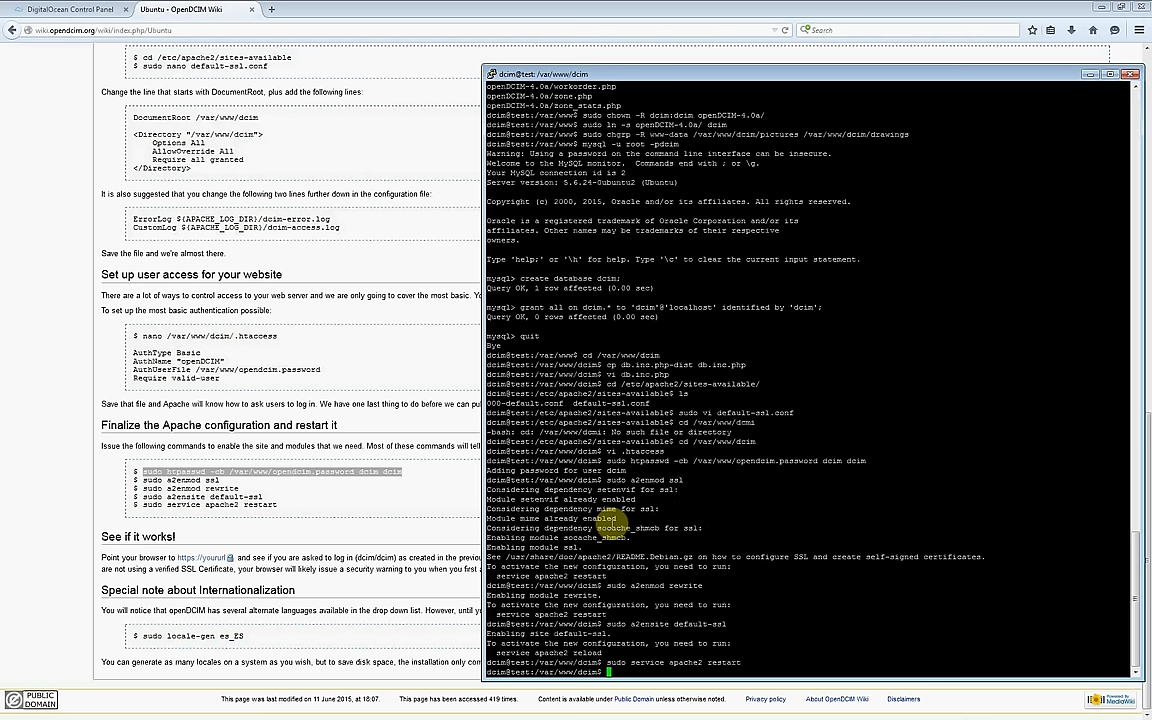 DigitalOcean Control Panel
Ubuntu - OpenDCIM Wiki
wiki.opendcim.org/wiki/index.php/Ubuntu
Search
$ cd /etc/apache2/sites-available
$ sudo nano default-ssl.conf
Change the line that starts with DocumentRoot, plus add the following lines:
DocumentRoot /var/www/dcim
<Directory "/var/www/dcim">
Options All
AllowOverride All
Require all granted
</Directory>
It is also suggested that you change the following two lines further down in the configuration file:
ErrorLog ${APACHE_LOG_DIR}/dcim-error.log
CustomLog ${APACHE_LOG_DIR}/dcim-access.log
Save the file and we're almost there.
Set up user access for your website
There are a lot of ways to control access to your web server and we are only going to cover the most basic. Y
To set up the most basic authentication possible:
$ nano /var/www/dcim/.htaccess
AuthType Basic
AuthName "openDCIM"
AuthUserFile /var/www/opendcim.password
Require valid-user
Save that file and Apache will know how to ask users to log in. We have one last thing to do before we can pu
Finalize the Apache configuration and restart it
Issue the following commands to enable the site and modules that we need. Most of these commands will tell
$ sudo htpasswd -cb /var/www/opendcim.password dcim dcim
$ sudo a2enmod ssl
$ sudo a2enmod rewrite
$ sudo a2ensite default-ssl
$ sudo service apache2 restart
See if it works!
Point your browser to https://yoururl and see if you are asked to log in (dcim/dcim) as created in the previou
are not using a verified SSL Certificate, your browser will likely issue a security warning to you when you first
Special note about Internationalization
You will notice that openDCIM has several alternate languages available in the drop down list. However, until y
$ sudo locale-gen es_ES
You can generate as many locales on a system as you wish, but to save disk space, the installation only com
dcim@test: /var/www/dcim
openDCIM-4.0a/workorder.php
openDCIM-4.0a/zone.php
openDCIM-4.0a/zone_stats.php
dcim@test:/var/www$ sudo chown -R dcim:dcim openDCIM-4.0a/
dcim@test:/var/www$ sudo ln -s openDCIM-4.0a/ dcim
dcim@test:/var/www$ sudo chgrp -R www-data /var/www/dcim/pictures /var/www/dcim/drawings
dcim@test:/var/www$ mysql -u root -pdcim
Warning: Using a password on the command line interface can be insecure.
Welcome to the MySQL monitor.  Commands end with ; or \g.
Your MySQL connection id is 2
Server version: 5.6.24-0ubuntu2 (Ubuntu)
Copyright (c) 2000, 2015, Oracle and/or its affiliates. All rights reserved.
Oracle is a registered trademark of Oracle Corporation and/or its
affiliates. Other names may be trademarks of their respective
owners.
Type 'help;' or '\h' for help. Type '\c' to clear the current input statement.
mysql> create database dcim;
Query OK, 1 row affected (0.00 sec)
mysql> grant all on dcim.* to 'dcim'@'localhost' identified by 'dcim';
Query OK, 0 rows affected (0.00 sec)
mysql> quit
Bye
dcim@test:/var/www$ cd /var/www/dcim
dcim@test:/var/www/dcim$ cp db.inc.php-dist db.inc.php
dcim@test:/var/www/dcim$ vi db.inc.php
dcim@test:/var/www/dcim$ cd /etc/apache2/sites-available/
dcim@test:/etc/apache2/sites-available$ ls
000-default.conf  default-ssl.conf
dcim@test:/etc/apache2/sites-available$ sudo vi default-ssl.conf
dcim@test:/etc/apache2/sites-available$ cd /var/www/dcmi
-bash: cd: /var/www/dcmi: No such file or directory
dcim@test:/etc/apache2/sites-available$ cd /var/www/dcim
dcim@test:/var/www/dcim$ vi .htaccess
dcim@test:/var/www/dcim$ sudo htpasswd -cb /var/www/opendcim.password dcim dcim
Adding password for user dcim
dcim@test:/var/www/dcim$ sudo a2enmod ssl
Considering dependency setenvif for ssl:
Module setenvif already enabled
Considering dependency mime for ssl:
Module mime already enabled
Considering dependency socache_shmcb for ssl:
Enabling module socache_shmcb.
Enabling module ssl.
See /usr/share/doc/apache2/README.Debian.gz on how to configure SSL and create self-signed certificates.
To activate the new configuration, you need to run:
service apache2 restart
dcim@test:/var/www/dcim$ sudo a2enmod rewrite
Enabling module rewrite.
To activate the new configuration, you need to run:
service apache2 restart
dcim@test:/var/www/dcim$ sudo a2ensite default-ssl
Enabling site default-ssl.
To activate the new configuration, you need to run:
service apache2 reload
dcim@test:/var/www/dcim$ sudo service apache2 restart
dcim@test:/var/www/dcim$
PUBLIC DOMAIN
This page was last modified on 11 June 2015, at 18:07.
This page has been accessed 419 times.
Content is available under Public Domain unless otherwise noted.
Privacy policy
About OpenDCIM Wiki
Disclaimers
Powered By
MediaWiki